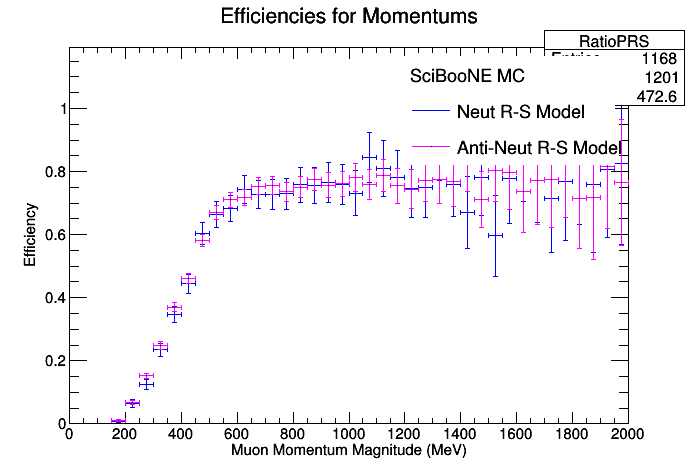 Efficiencies for Momentums
RatioPRS
1168
SciBooNE MC
1201
472.6
Neut R-S Model
Anti-Neut R-S Model
Efficiency
1
0.8
0.6
0.4
0.2
0
0 200 400 600 800 1000 1200 1400 1600 1800 2000
Muon Momentum Magnitude (MeV)